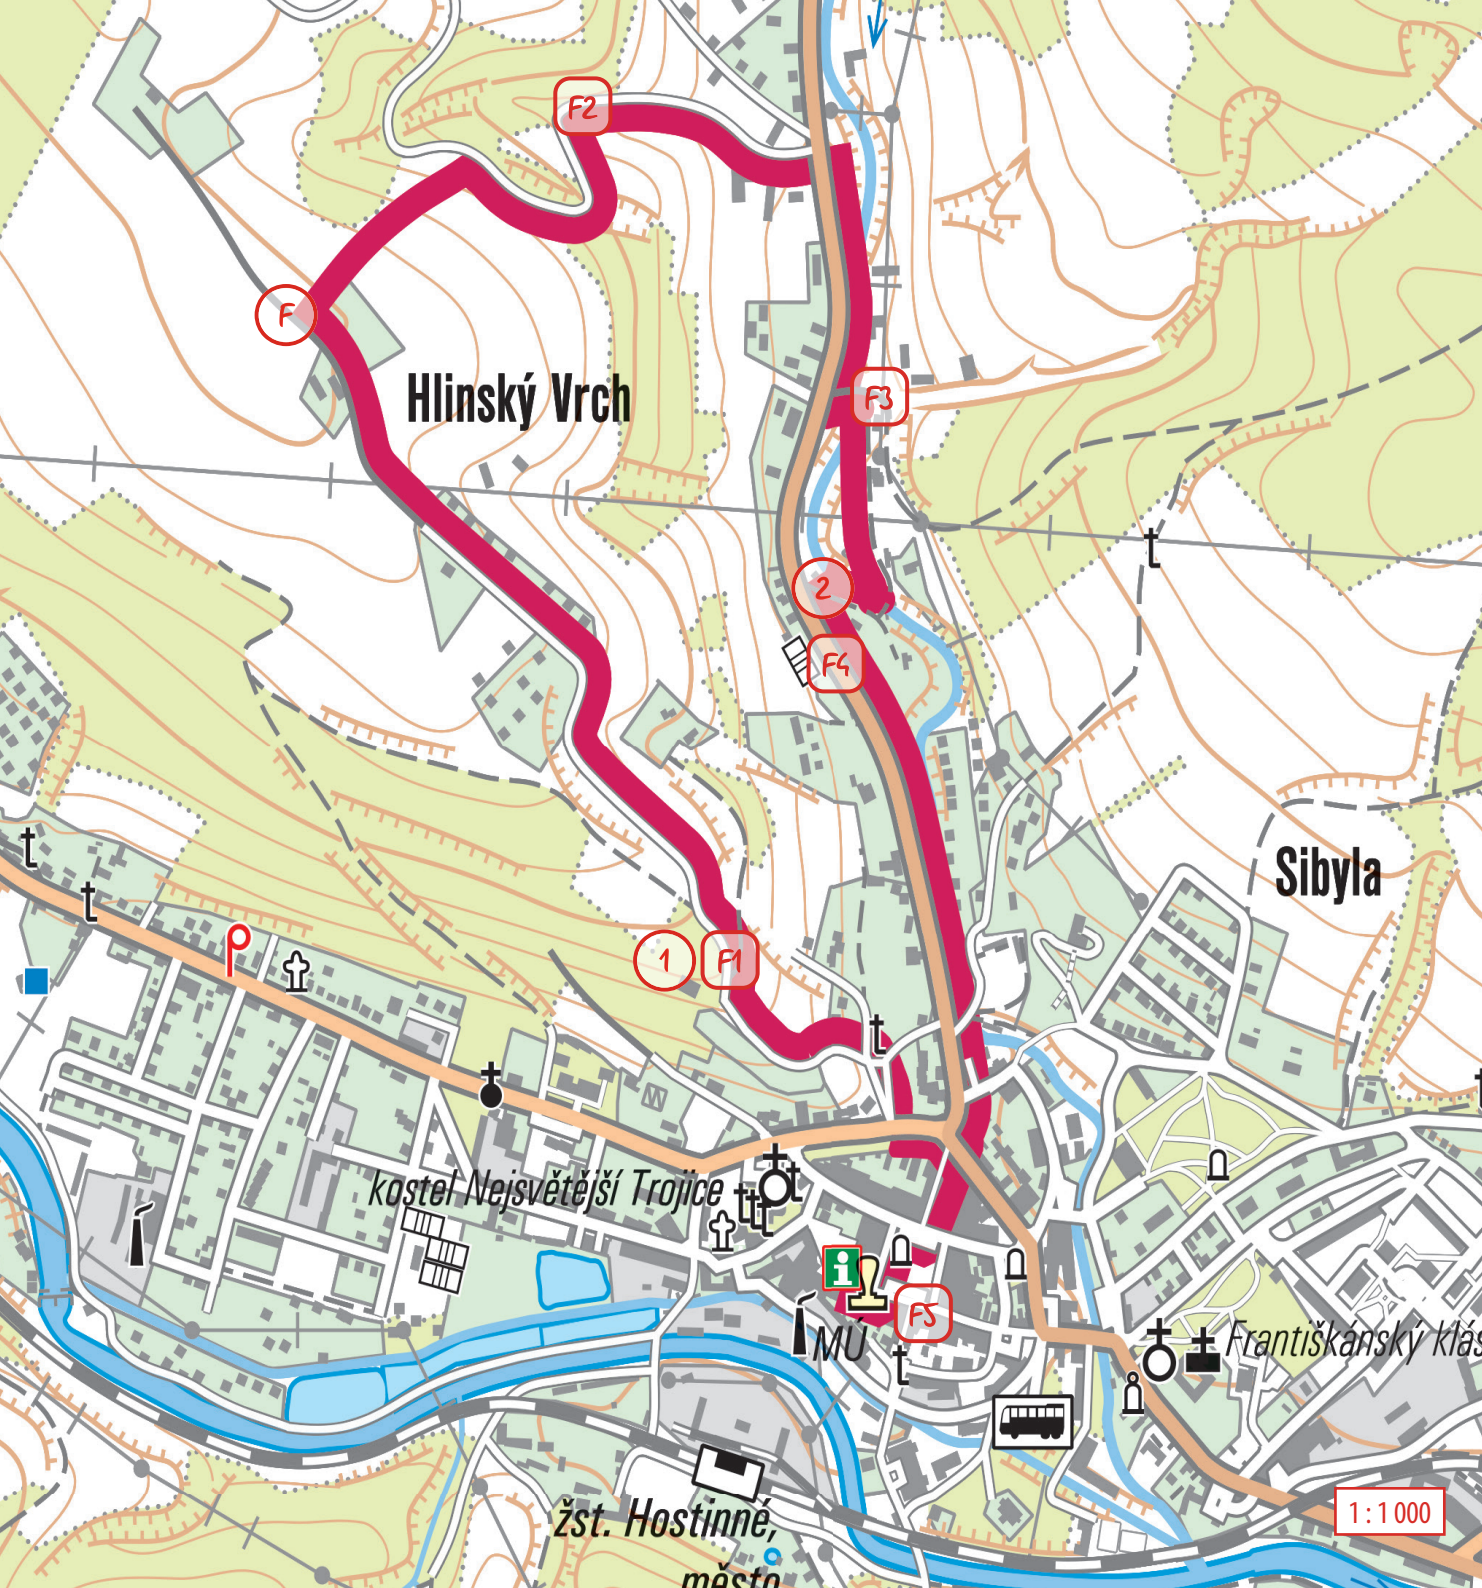 F2
F
Hlinský Vrch
F3
2
F4
Sibyla
1
F1
kostel Nejsvětější Trojice
i
F5
MÚ
Františkánský klás
1:1 000
žst. Hostinné,
město